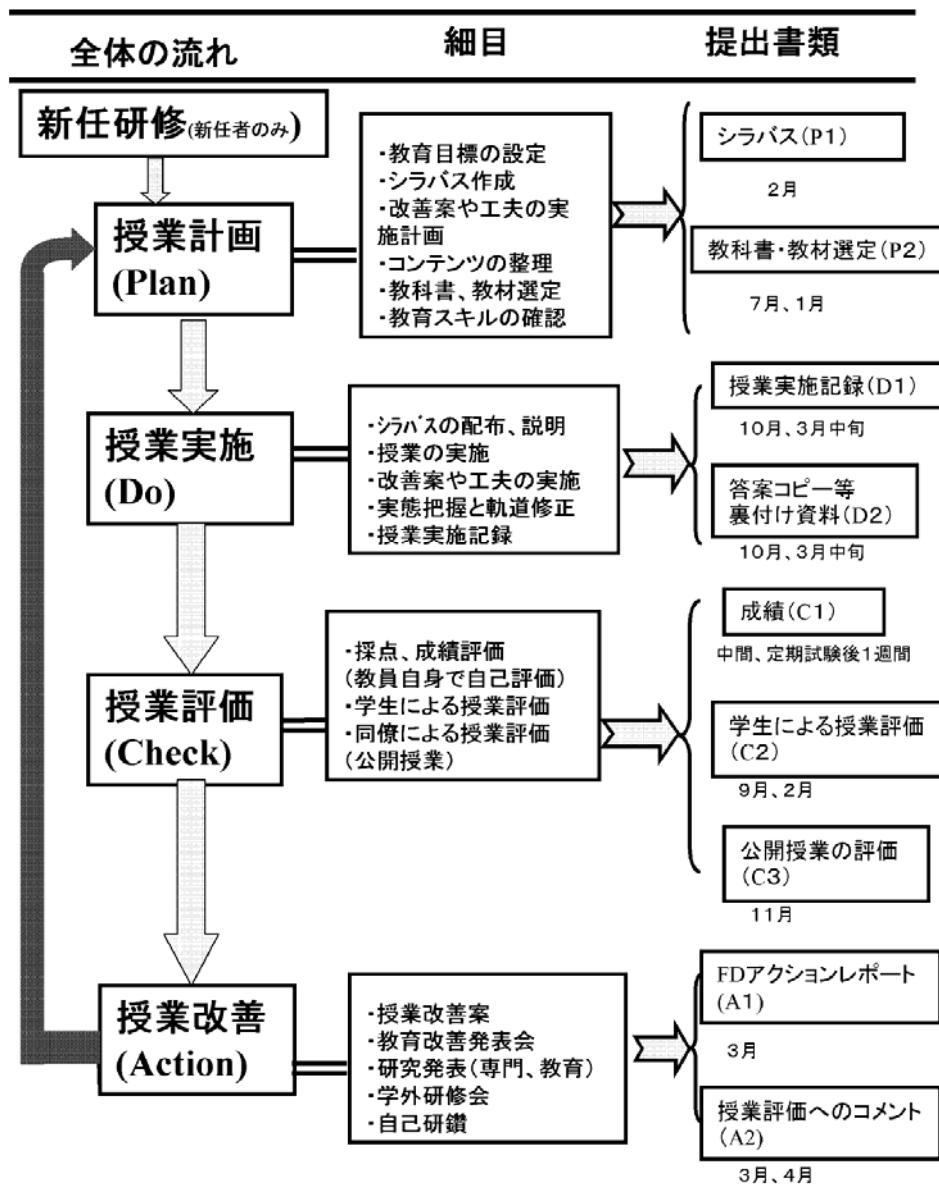 全体の流れ
細目
提出書類
新任研修(新任者のみ)
授業計画
(Plan)
・教育目標の設定
・シラバス作成
・改善案や工夫の実
施計画
・コンテンツの整理
・教科書、教材選定
・教育スキルの確認
シラバス(P1)
2月
教科書・教材選定(P2)
7月、1月
授業実施
(Do)
・シラバスの配布、説明
・授業の実施
・改善案や工夫の実施
・実態把握と軌道修正
・授業実施記録
授業実施記録(D1)
10月、3月中旬
答案コピー等
裏付け資料(D2)
10月、3月中旬
授業評価
(Check)
・採点、成績評価
(教員自身で自己評価)
・学生による授業評価
・同僚による授業評価
(公開授業)
成績(C1)
中間、定期試験後1週間
学生による授業評価
(C2)
9月、2月
公開授業の評価
(C3)
11月
授業改善
(Action)
・授業改善案
・教育改善発表会
・研究発表(専門、教育)
・学外研修会
・自己研鑽
FDアクションレポート
(A1)
3月
授業評価へのコメント
(A2)
3月、4月